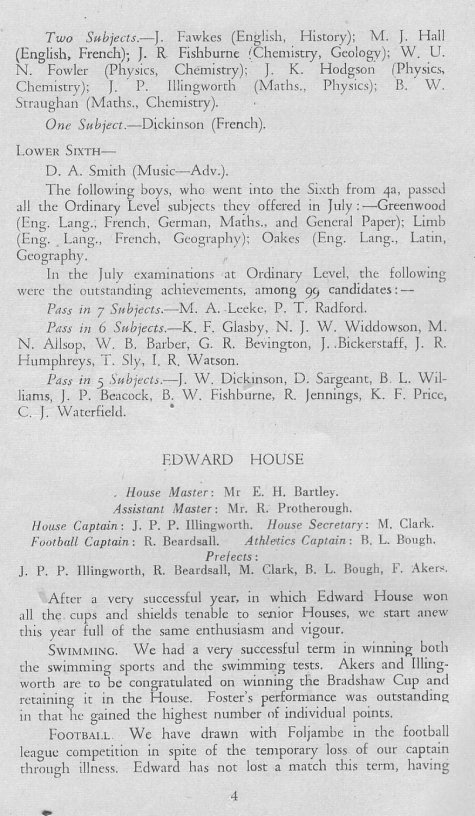 Two Subjects.—J. Fawkes (English, History); M. J. Hall
(English, French); J. R. Fishburne (Chemistry, Geology); W. U.
N. Fowler (Physics, Chemistry); J. K. Hodgson (Physics,
Chemistry); J. P. Illingworth (Maths., Physics); B. W.
Straughan (Maths., Chemistry).
One Subject.—Dickinson (French).
LOWER SIXTH—
D. A. Smith (Music—Adv.).
The following boys, who went into the Sixth from 4a, passed
all the Ordinary Level subjects they offered in July :—Greenwood
(Eng. Lang., French, German, Maths., and General Paper); Limb
(Eng. Lang., French, Geography); Oakes (Eng. Lang., Latin,
Geography.
In the July examinations at Ordinary Level, the following
were the outstanding achievements, among 99 candidates :—
Pass in 7 Subjects.—M. A. Leeke, P. T. Radford.
Pass in 6 Subjects.—K. F. Glasby, N. J. W. Widdowson, M.
N. Allsop, W. B. Barber, G. R. Bevington, J. Bickerstaff, J. R.
Humphreys, T. Sly, I. R. Watson.
Pass in 5 Subjects.—J. W. Dickinson, D. Sargeant, B. L. Wil-
liams, J. P. Beacock, B. W. Fishburne, R. Jennings, K. F. Price,
C. J. Waterfield.
EDWARD HOUSE
House Master : Mr E. H. Bartley.
Assistant Master : Mr. R. Protherough.
House Captain : J. P. P. Illingworth. House Secretary : M. Clark.
Football Captain : R. Beardsall. Athletics Captain : B. L. Bough.
Prefects :
J. P. P. Illingworth, R. Beardsall, M. Clark, B. L. Bough, F. Akers.
After a very successful year, in which Edward House won
all the cups and shields tenable to senior Houses, we start anew
this year full of the same enthusiasm and vigour.
SWIMMING. We had a very successful term in winning both
the swimming sports and the swimming tests. Akers and Illing-
worth are to be congratulated on winning the Bradshaw Cup and
retaining it in the House. Foster's performance was outstanding
in that he gained the highest number of individual points.
FOOTBALL. We have drawn with Foljambe in the football
league competition in spite of the temporary loss of our captain
through illness. Edward has not lost a match this term, having
4